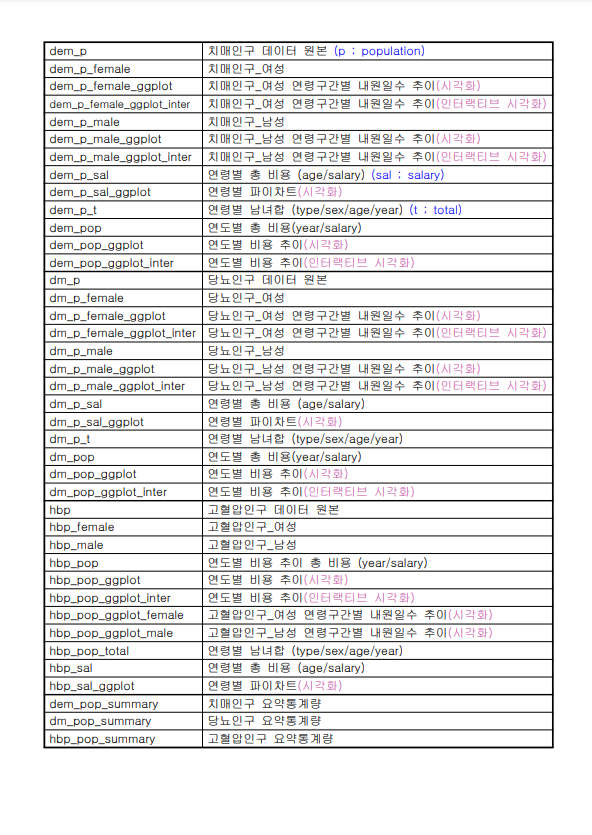 dem_p 치매인구 데이터 원본 (p : population)
dem_p_female 치매인구_여성
dem_p_female_ggplot 치매인구_여성 연령구간별 내원일수 추이(시각화)
dem_p_female_ggplot_inter 치매인구_여성 연령구간별 내원일수 추이(인터랙티브 시각화)
dem_p_male 치매인구_남성
dem_p_male_ggplot 치매인구_남성 연령구간별 내원일수 추이(시각화)
dem_p_male_ggplot_inter 치매인구_남성 연령구간별 내원일수 추이(인터랙티브 시각화)
dem_p_sal 연령별 총 비용 (age/salary) (sal : salary)
dem_p_sal_ggplot 연령별 파이차트(시각화)
dem_p_t 연령별 남녀합 (type/sex/age/year) (t : total)
dem_pop 연도별 총 비용(year/salary)
dem_pop_ggplot 연도별 비용 추이(시각화)
dem_pop_ggplot_inter 연도별 비용 추이(인터랙티브 시각화)
dm_p 당뇨인구 데이터 원본
dm_p_female 당뇨인구_여성
dm_p_female_ggplot 당뇨인구_여성 연령구간별 내원일수 추이(시각화)
dm_p_female_ggplot_inter 당뇨인구_여성 연령구간별 내원일수 추이(인터랙티브 시각화)
dm_p_male 당뇨인구_남성
dm_p_male_ggplot 당뇨인구_남성 연령구간별 내원일수 추이(시각화)
dm_p_male_ggplot_inter 당뇨인구_남성 연령구간별 내원일수 추이(인터랙티브 시각화)
dm_p_sal 연령별 총 비용 (age/salary)
dm_p_sal_ggplot 연령별 파이차트(시각화)
dm_p_t 연령별 남녀합 (type/sex/age/year)
dm_pop 연도별 총 비용(year/salary)
dm_pop_ggplot 연도별 비용 추이(시각화)
dm_pop_ggplot_inter 연도별 비용 추이(인터랙티브 시각화)
hbp 고혈압인구 데이터 원본
hbp_female 고혈압인구_여성
hbp_male 고혈압인구_남성
hbp_pop 연도별 비용 추이 총 비용 (year/salary)
hbp_pop_ggplot 연도별 비용 추이(시각화)
hbp_pop_ggplot_inter 연도별 비용 추이(인터랙티브 시각화)
hbp_pop_ggplot_female 고혈압인구_여성 연령구간별 내원일수 추이(시각화)
hbp_pop_ggplot_male 고혈압인구_남성 연령구간별 내원일수 추이(시각화)
hbp_pop_total 연령별 남녀합 (type/sex/age/year)
hbp_sal 연령별 총 비용 (age/salary)
hbp_sal_ggplot 연령별 파이차트(시각화)
dem_pop_summary 치매인구 요약통계량
dm_pop_summary 당뇨인구 요약통계량
hbp_pop_summary 고혈압인구 요약통계량